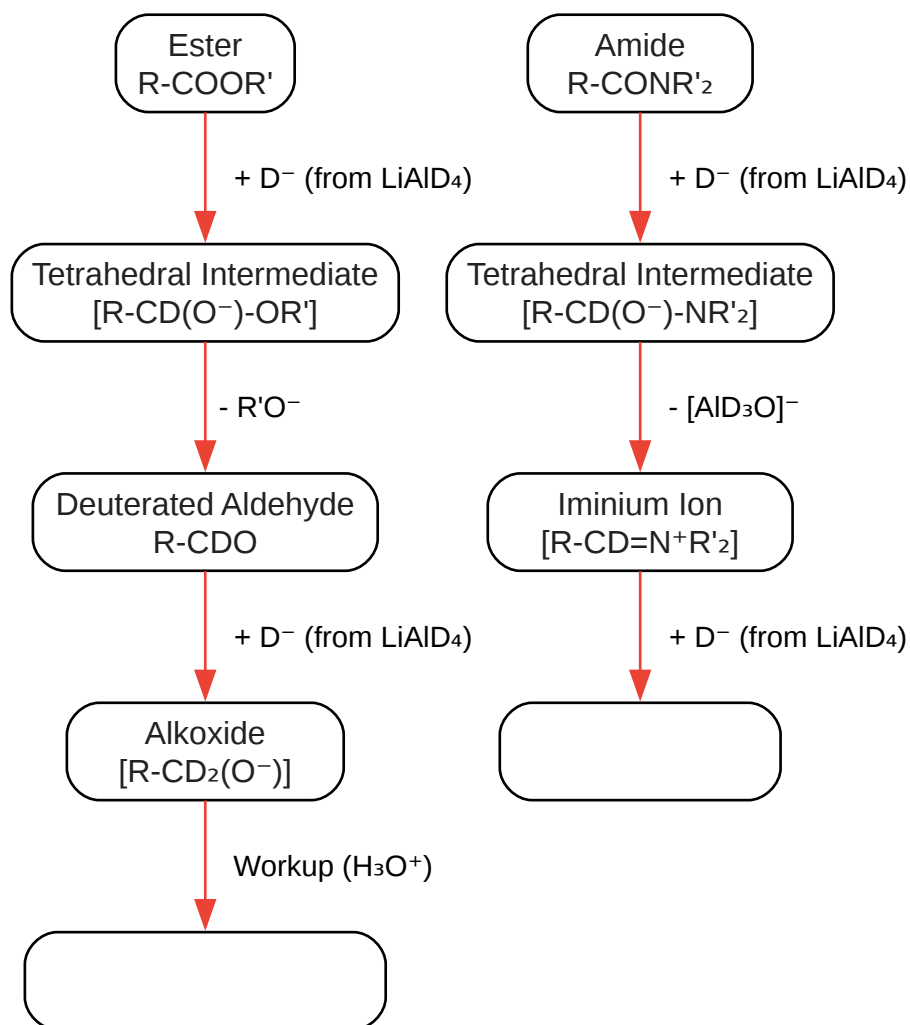 Ester
R-COOR'
+ D⁻ (from LiAlD₄)
Tetrahedral Intermediate
[R-CD(O⁻)-OR']
- R'O⁻
Deuterated Aldehyde
R-CDO
+ D⁻ (from LiAlD₄)
Alkoxide
[R-CD₂(O⁻)]
Workup (H₃O⁺)
Amide
R-CONR'₂
+ D⁻ (from LiAlD₄)
Tetrahedral Intermediate
[R-CD(O⁻)-NR'₂]
- [AlD₃O]⁻
Iminium Ion
[R-CD=N⁺R'₂]
+ D⁻ (from LiAlD₄)